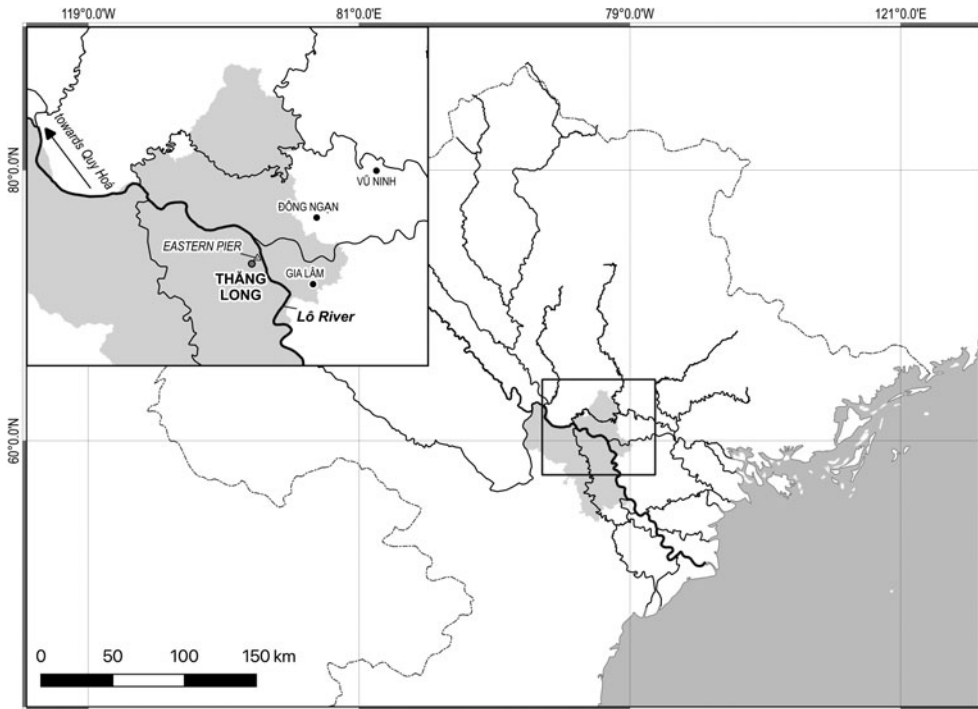 119°0.0'W 81°0.0'E 79°0.0'W 121°0.0'E
80°0.0'N
60°0.0'N
towards Quy Hoá
VŨ NINH
ĐÔNG NGẠN
EASTERN PIER
THĂNG
LONG
GIA LÂM
Lô River
0 50 100 150 km